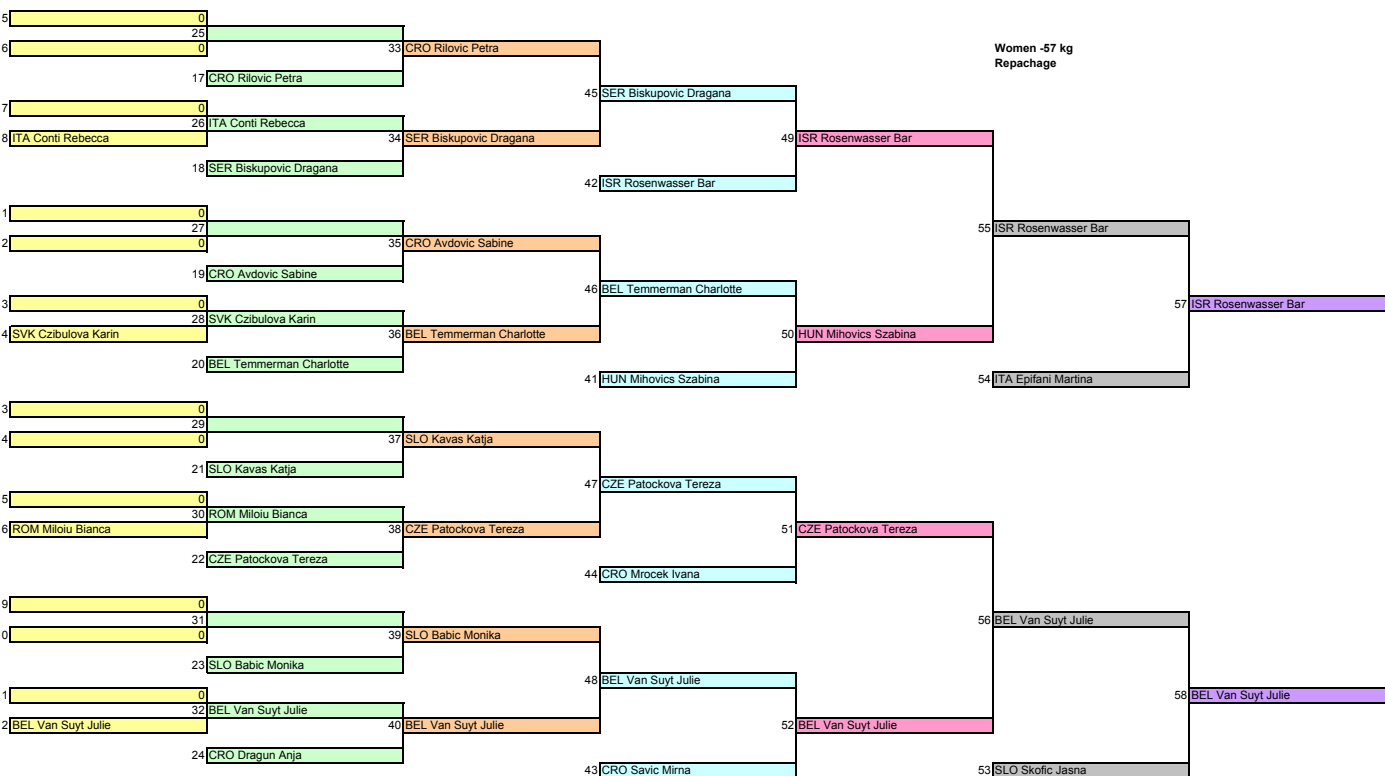 5 0
25
6 0 33 CRO Rilovic Petra Women -57 kg
Repachage
17 CRO Rilovic Petra
45 SER Biskupovic Dragana
7 0
26 ITA Conti Rebecca
8 ITA Conti Rebecca 34 SER Biskupovic Dragana 49 ISR Rosenwasser Bar
18 SER Biskupovic Dragana
42 ISR Rosenwasser Bar
1 0
27 55 ISR Rosenwasser Bar
2 0 35 CRO Avdovic Sabine
19 CRO Avdovic Sabine
46 BEL Temmerman Charlotte
3 0 57 ISR Rosenwasser Bar
28 SVK Czibulova Karin
4 SVK Czibulova Karin 36 BEL Temmerman Charlotte 50 HUN Mihovics Szabina
20 BEL Temmerman Charlotte
41 HUN Mihovics Szabina 54 ITA Epifani Martina
3 0
29
4 0 37 SLO Kavas Katja
21 SLO Kavas Katja
47 CZE Patockova Tereza
5 0
30 ROM Miloiu Bianca
6 ROM Miloiu Bianca 38 CZE Patockova Tereza 51 CZE Patockova Tereza
22 CZE Patockova Tereza
44 CRO Mrocek Ivana
9 0
31 56 BEL Van Suyt Julie
0 0 39 SLO Babic Monika
23 SLO Babic Monika
48 BEL Van Suyt Julie
1 0 58 BEL Van Suyt Julie
32 BEL Van Suyt Julie
2 BEL Van Suyt Julie 40 BEL Van Suyt Julie 52 BEL Van Suyt Julie
24 CRO Dragun Anja
43 CRO Savic Mirna 53 SLO Skofic Jasna